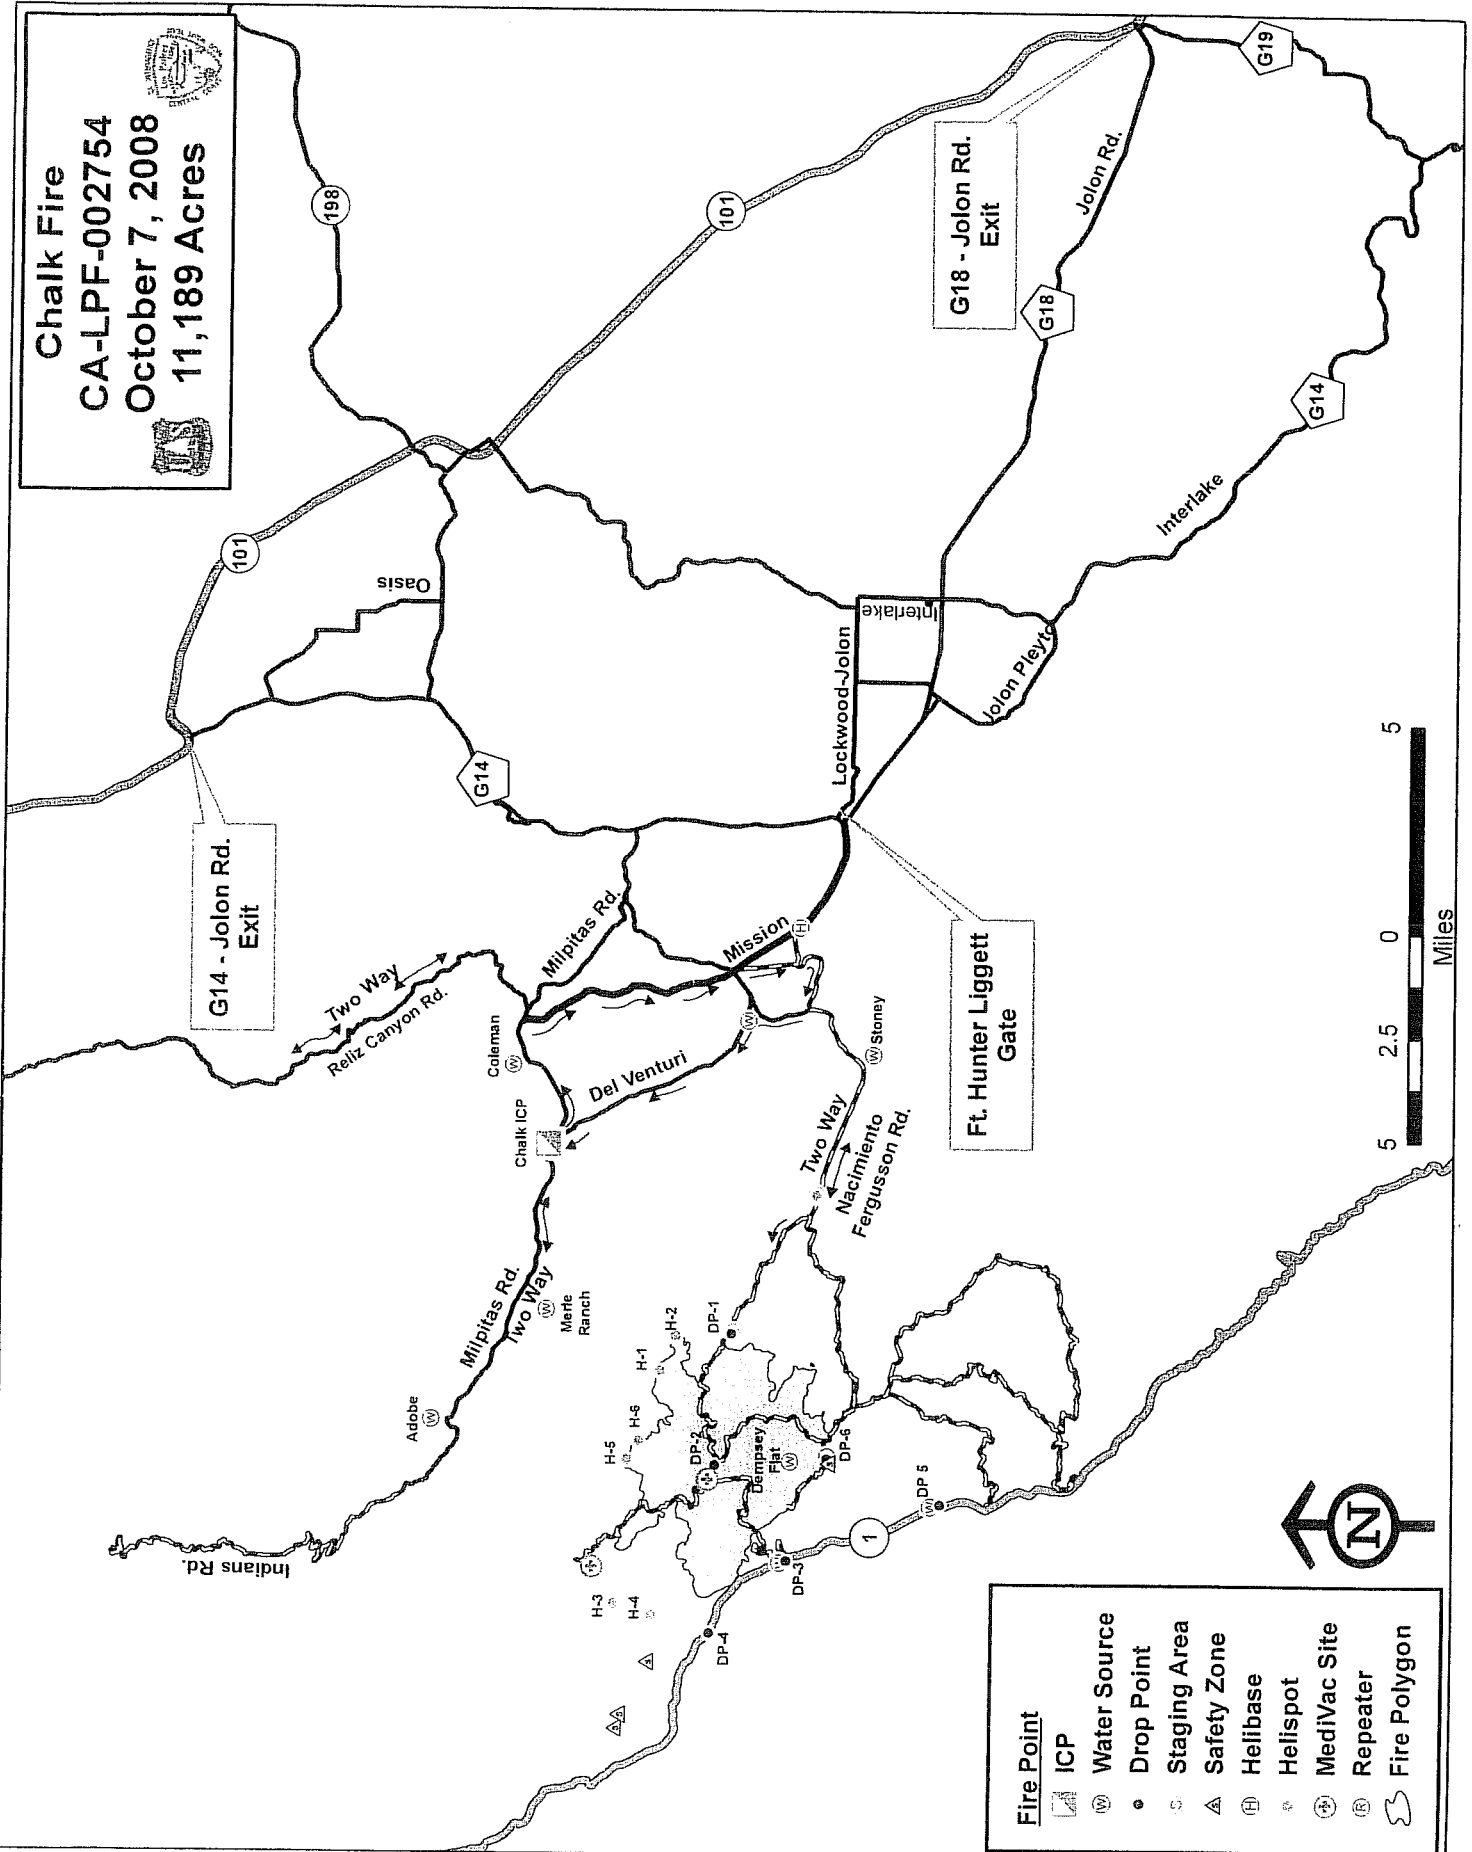 Chalk Fire
CA-LPF-002754
October 7, 2008
11,189 Acres
U S
198
101
101
G19
G18 - Jolon Rd.
Exit
Jolon Rd.
G18
G14
Interlake
Oasis
Interlake
Lockwood-Jolon
Jolon Pleyto
G14
G14 - Jolon Rd.
Exit
Two Way
Reliz Canyon Rd.
Milpitas Rd.
Mission
H
Coleman
W
Chalk ICP
Del Venturi
W
W
Stoney
Ft. Hunter Liggett
Gate
Two Way
Nacimiento
Fergusson Rd.
Milpitas Rd.
Two Way
W
Merle
Ranch
Adobe
W
Indians Rd.
H-2
H-1
H-6
H-5
DP-1
DP-2
Dempsey
Flat
W
DP-6
DP 5
W
1
DP-3
DP-4
H-3
H-4
S
S
S
5
2.5
0
5
Miles
N
Fire Point
ICP
W Water Source
Drop Point
S Staging Area
S Safety Zone
H Helibase
Helispot
MediVac Site
R Repeater
Fire Polygon